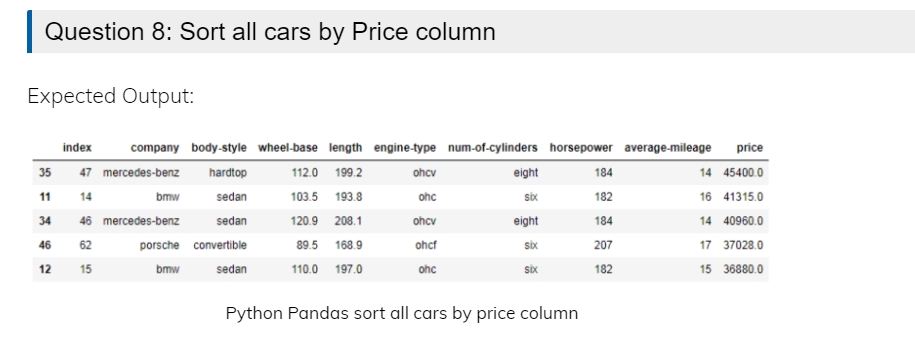 Question 8: Sort all cars by Price column
Expected Output:
index company body-style wheel-base length engine-type num-of-cylinders horsepower average-mileage price
35 47 mercedes-benz hardtop 112.0 199.2 ohcv eight 184 14 45400.0
11 14 bmw sedan 103.5 193.8 ohc six 182 16 41315.0
34 46 mercedes-benz sedan 120.9 208.1 ohcv eight 184 14 40960.0
46 62 porsche convertible 89.5 168.9 ohcf six 207 17 37028.0
12 15 bmw sedan 110.0 197.0 ohc six 182 15 36880.0
Python Pandas sort all cars by price column